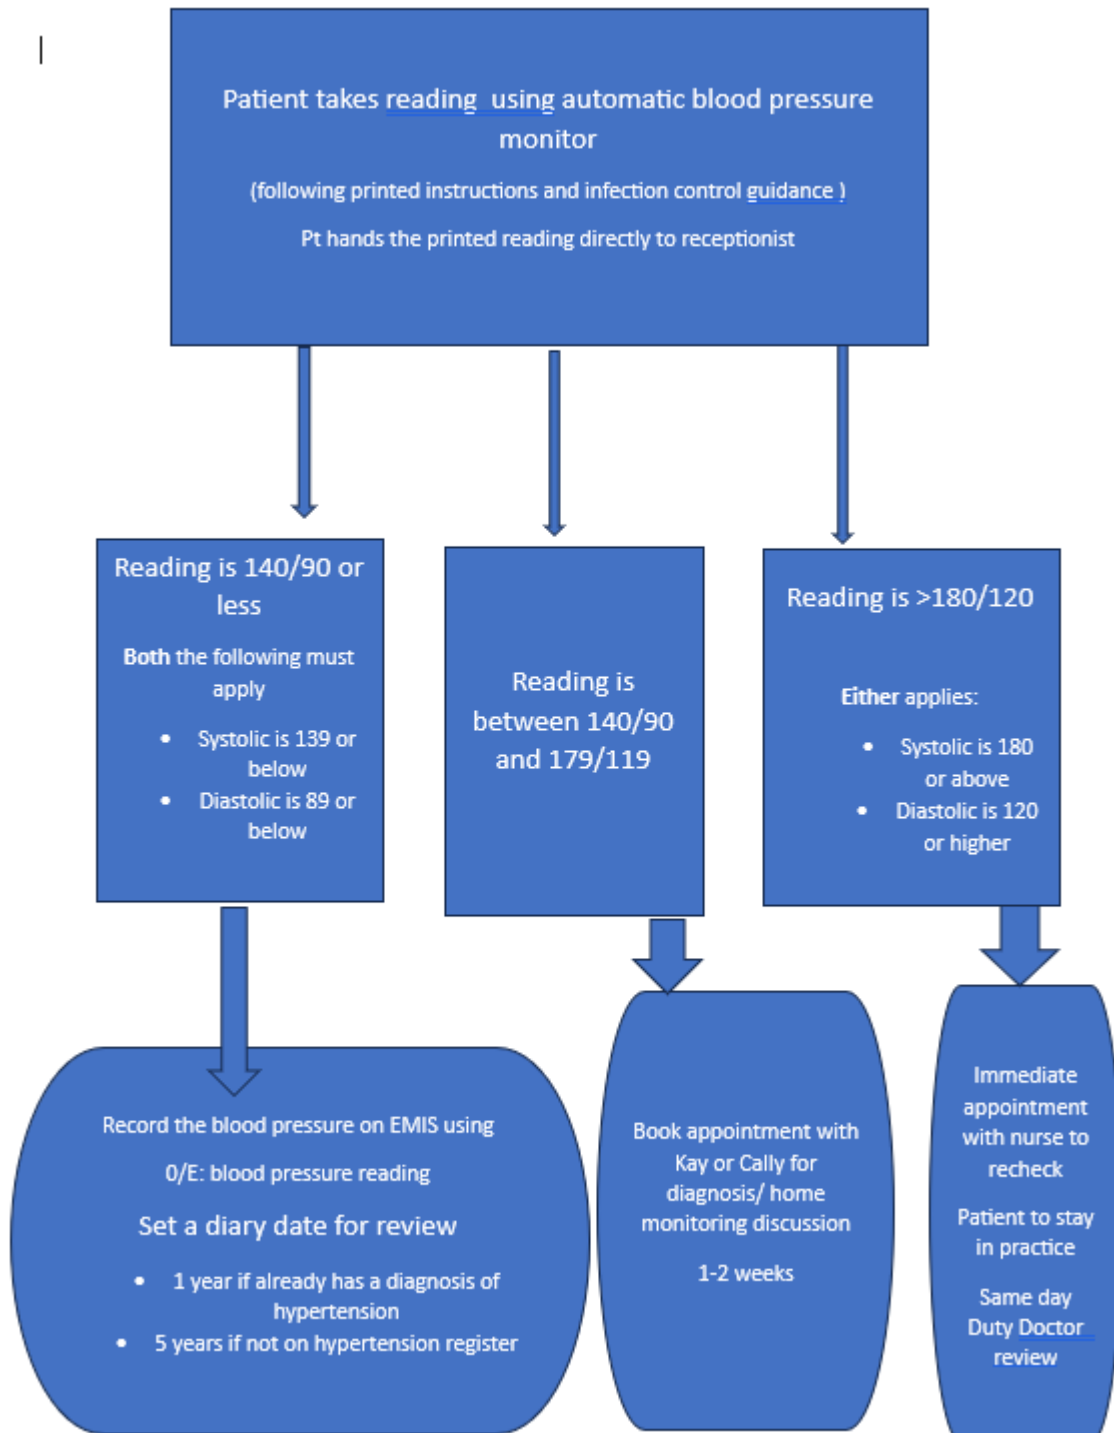 Patient takes reading  using automatic blood pressure
monitor
(following printed instructions and infection control guidance )
Pt hands the printed reading directly to receptionist
Reading is 140/90 or
less
Both the following must
apply
• Systolic is 139 or
below
• Diastolic is 89 or
below
Reading is
between 140/90
and 179/119
Reading is >180/120
Either applies:
• Systolic is 180
or above
• Diastolic is 120
or higher
Record the blood pressure on EMIS using
0/E: blood pressure reading
Set a diary date for review
• 1 year if already has a diagnosis of
hypertension
• 5 years if not on hypertension register
Book appointment with
Kay or Cally for
diagnosis/ home
monitoring discussion
1-2 weeks
Immediate
appointment
with nurse to
recheck
Patient to stay
in practice
Same day
Duty Doctor
review